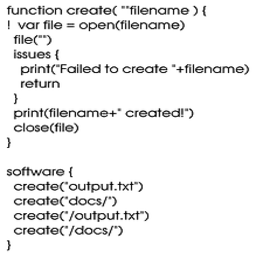 function create( ""filename ) {
! var file = open(filename)
file("")
issues {
print("Failed to create "+filename)
return
}
print(filename+" created!")
close(file)
}
software {
create("output.txt")
create("docs/")
create("/output.txt")
create("/docs/")
}